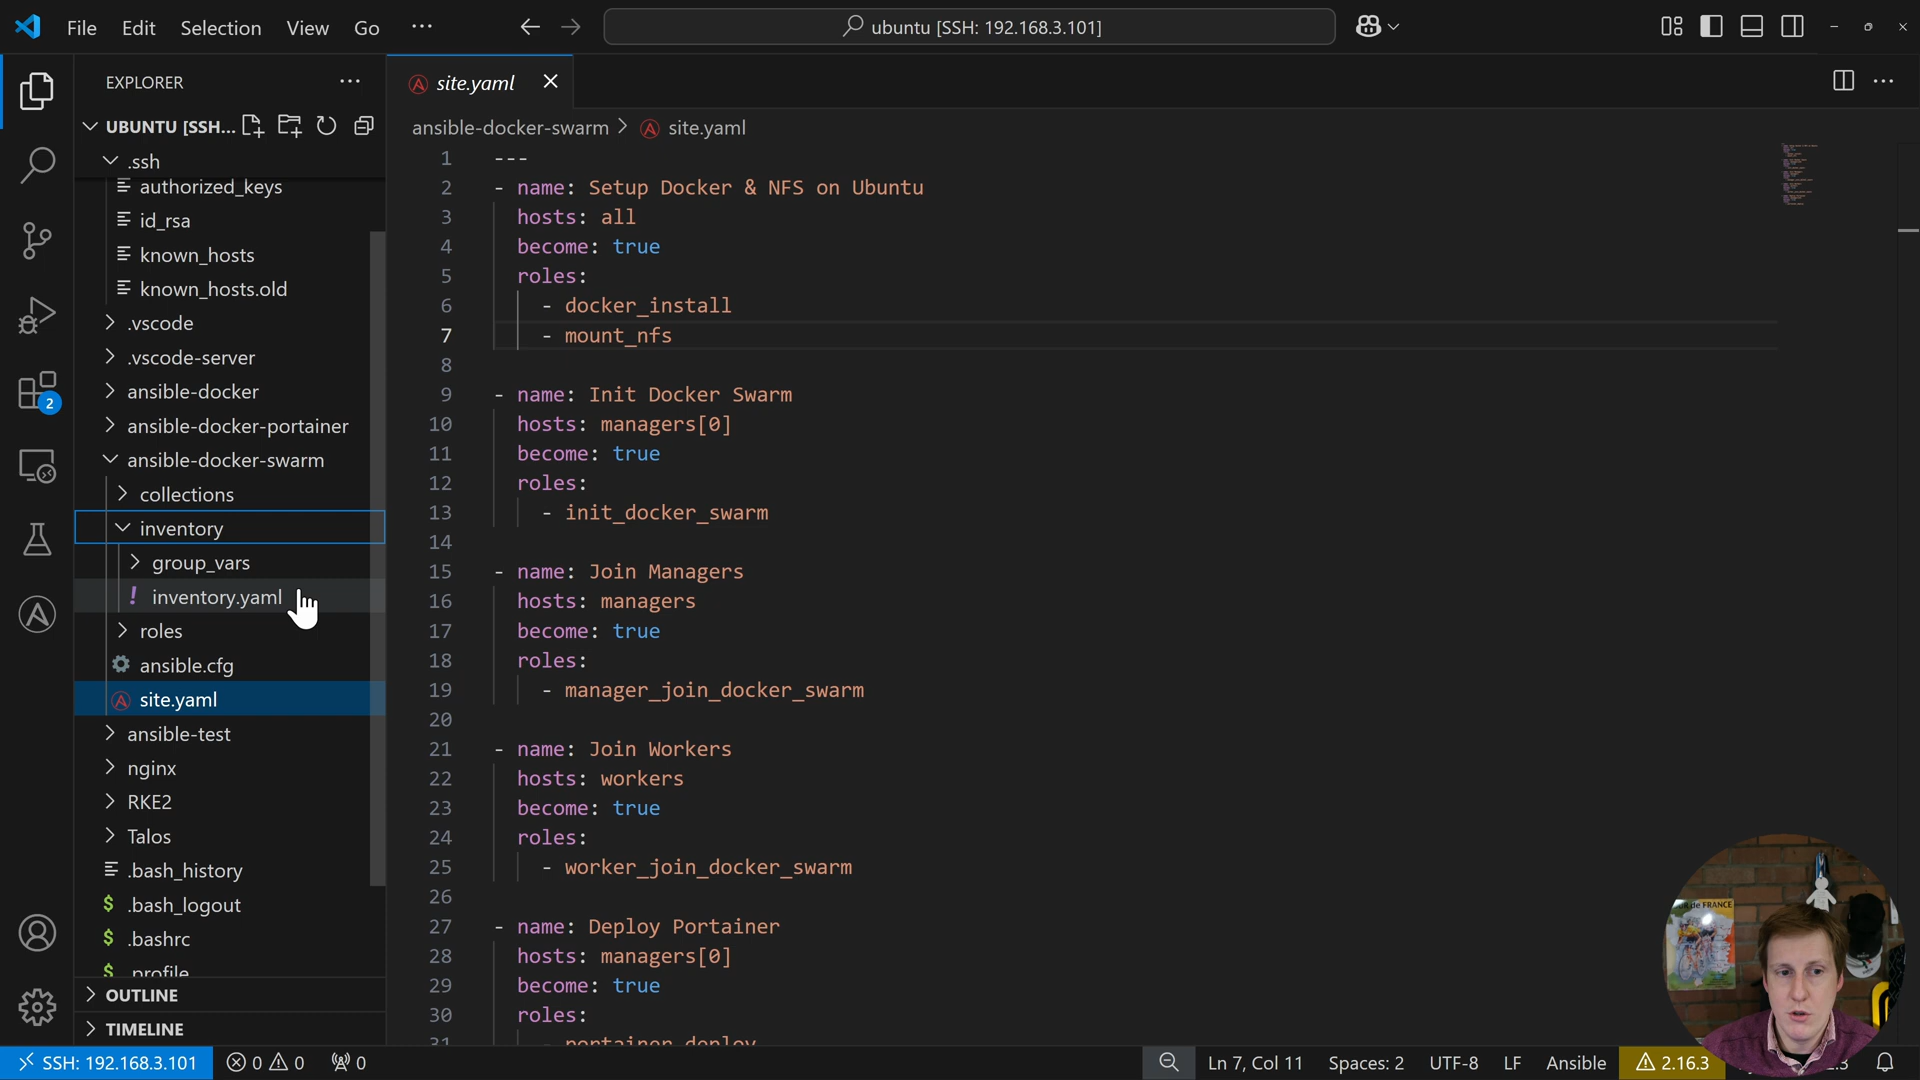 File Edit Selection View Go ···
ubuntu [SSH: 192.168.3.101]
EXPLORER
UBUNTU [SSH...
.ssh
authorized_keys
id_rsa
known_hosts
known_hosts.old
.vscode
.vscode-server
ansible-docker
ansible-docker-portainer
ansible-docker-swarm
collections
inventory
group_vars
! inventory.yaml
roles
ansible.cfg
site.yaml
ansible-test
nginx
RKE2
Talos
.bash_history
$ .bash_logout
$ .bashrc
$ .profile
OUTLINE
TIMELINE
2
site.yaml
ansible-docker-swarm > site.yaml
1 ---
2 - name: Setup Docker & NFS on Ubuntu
3 hosts: all
4 become: true
5 roles:
6 - docker_install
7 - mount_nfs
8
9 - name: Init Docker Swarm
10 hosts: managers[0]
11 become: true
12 roles:
13 - init_docker_swarm
14
15 - name: Join Managers
16 hosts: managers
17 become: true
18 roles:
19 - manager_join_docker_swarm
20
21 - name: Join Workers
22 hosts: workers
23 become: true
24 roles:
25 - worker_join_docker_swarm
26
27 - name: Deploy Portainer
28 hosts: managers[0]
29 become: true
30 roles:
31 - portainer_deploy
DE FRANCE
SSH: 192.168.3.101 0 0 0 Ln 7, Col 11 Spaces: 2 UTF-8 LF Ansible 2.16.3